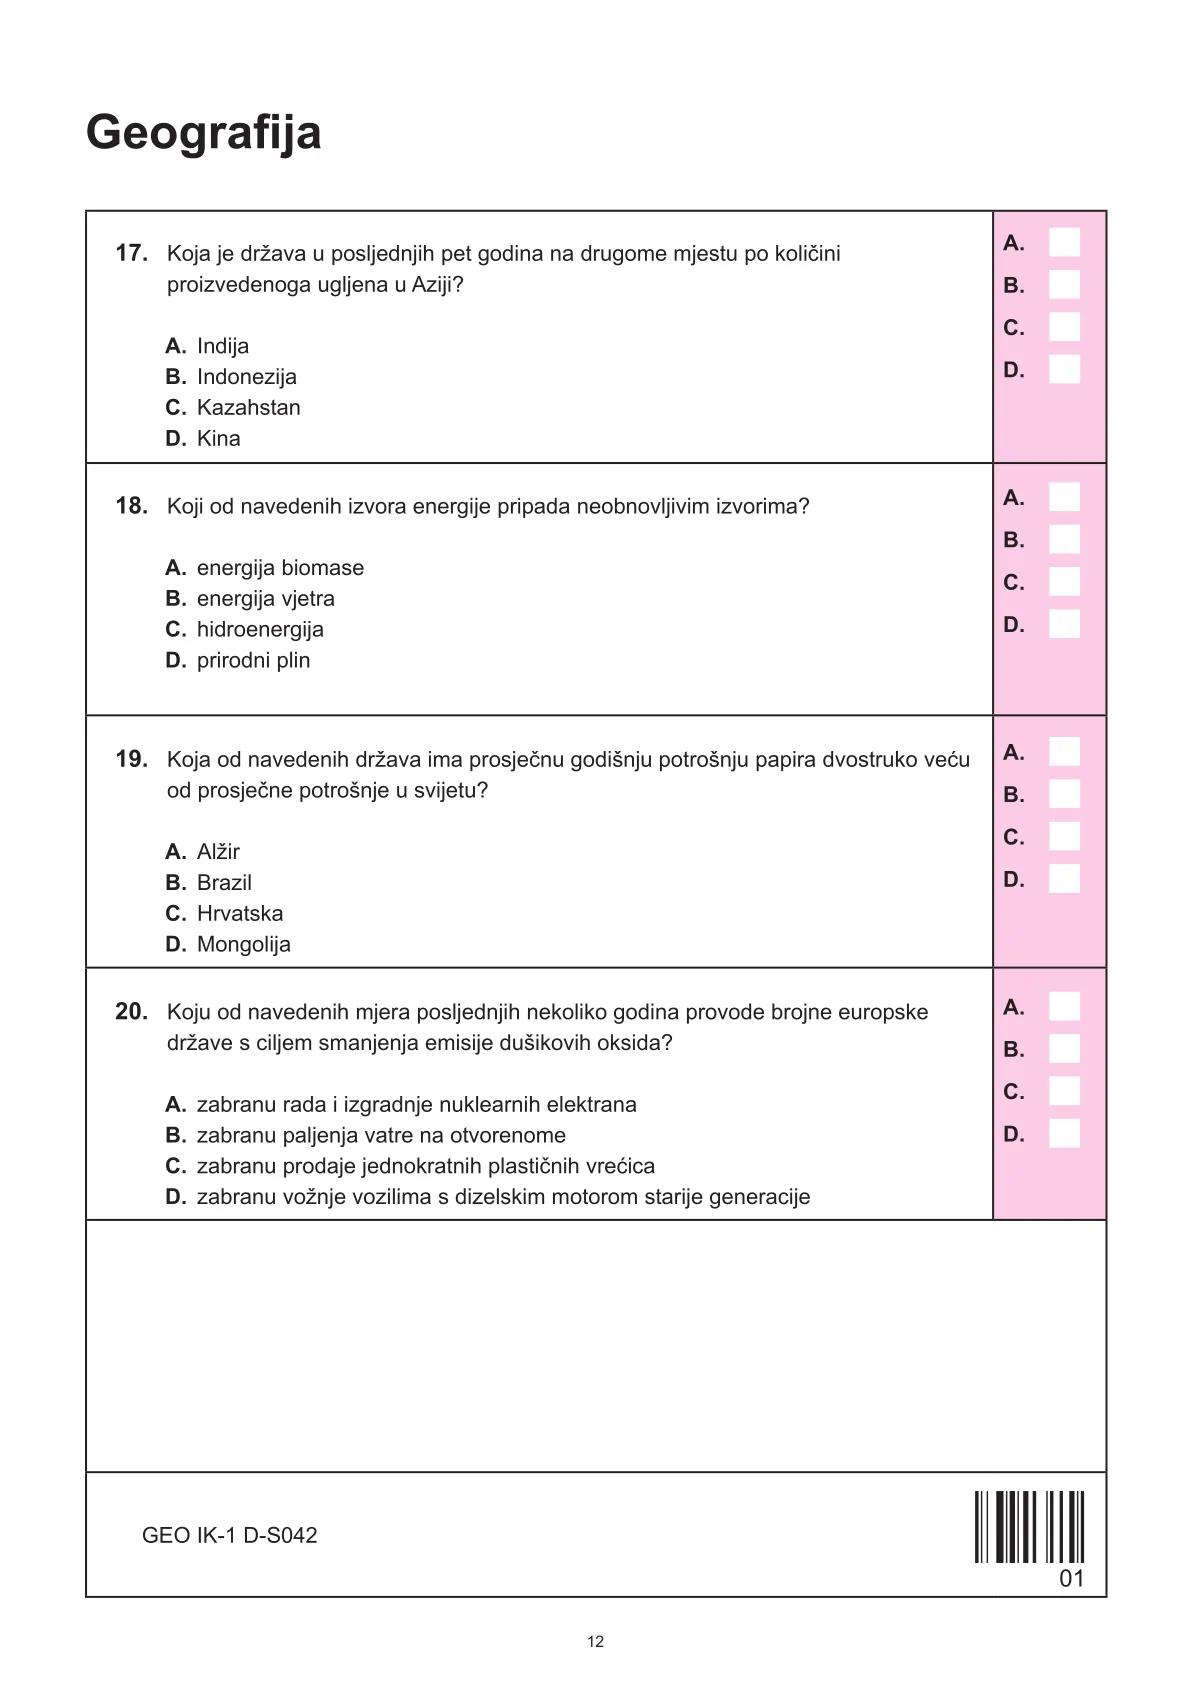 Geografija
17. Koja je država u posljednjih pet godina na drugome mjestu po količini
proizvedenoga ugljena u Aziji?
A. Indija
B. Indonezija
C. Kazahstan
D. Kina
A.
B.
C.
D.
18. Koji od navedenih izvora energije pripada neobnovljivim izvorima?
A. energija biomase
B. energija vjetra
C. hidroenergija
D. prirodni plin
A.
B.
C.
D.
19. Koja od navedenih država ima prosječnu godišnju potrošnju papira dvostruko veću
od prosječne potrošnje u svijetu?
A. Alžir
B. Brazil
C. Hrvatska
D. Mongolija
A.
B.
C.
D.
20. Koju od navedenih mjera posljednjih nekoliko godina provode brojne europske
države s ciljem smanjenja emisije dušikovih oksida?
A. zabranu rada i izgradnje nuklearnih elektrana
B. zabranu paljenja vatre na otvorenome
C. zabranu prodaje jednokratnih plastičnih vrećica
D. zabranu vožnje vozilima s dizelskim motorom starije generacije
A.
B.
C.
D.
GEO IK-1 D-S042
01
12